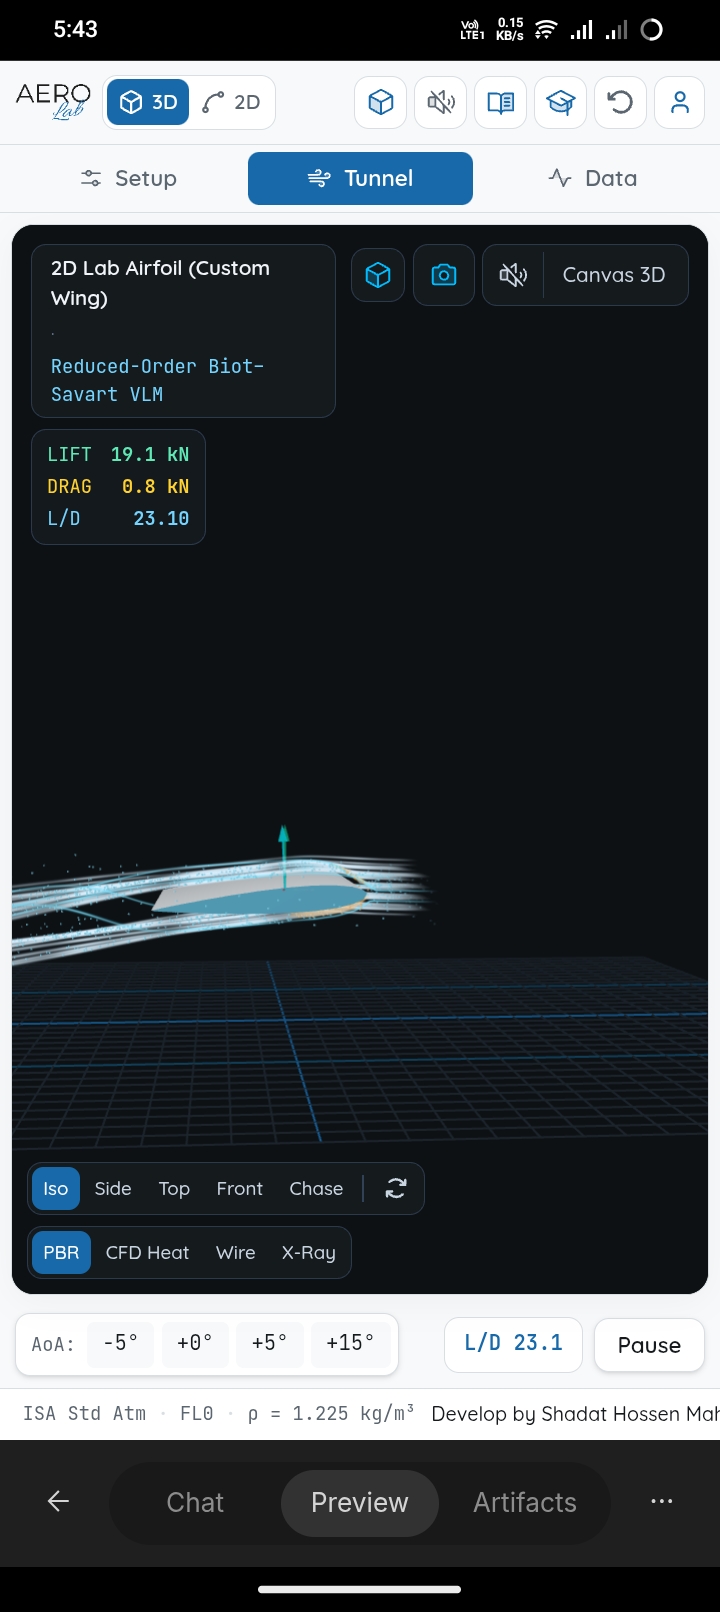 5:43
Vo)) LTE1
0.15 KB/s
AERO Lab
3D
2D
Setup
Tunnel
Data
2D Lab Airfoil (Custom
Wing)
.
Reduced-Order Biot–
Savart VLM
Canvas 3D
LIFT 19.1 kN
DRAG 0.8 kN
L/D 23.10
Iso Side Top Front Chase
PBR CFD Heat Wire X-Ray
AoA: -5° +0° +5° +15°
L/D 23.1
Pause
ISA Std Atm · FL0 · ρ = 1.225 kg/m³ Develop by Shadat Hossen Mah
Chat Preview Artifacts